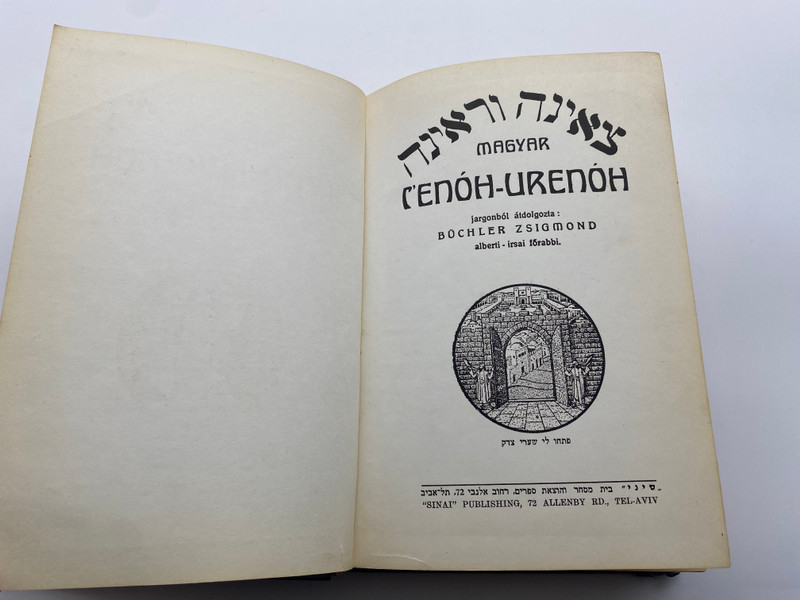 צאינה וראינה
MAGYAR
C'ENÓH-URENÓH
jargonból átdolgozta :
BÜCHLER ZSIGMOND
alberti - irsai főrabbi.
פתחו לי שערי צדק
„סיני" בית מסחר והוצאת ספרים, רחוב אלנבי 72, תל־אביב
"SINAI" PUBLISHING, 72 ALLENBY RD., TEL-AVIV